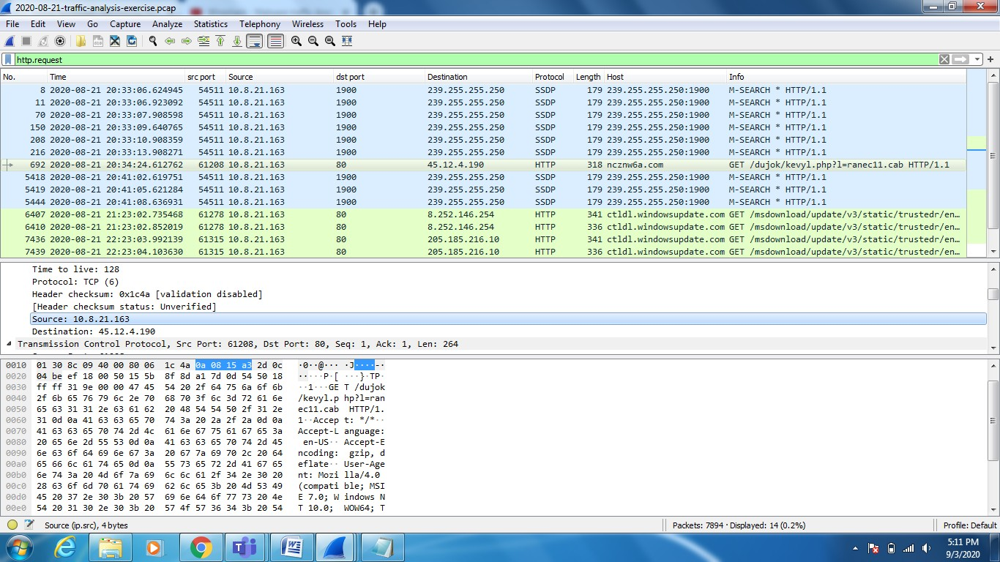 2020-08-21-traffic-analysis-exercise.pcap
File Edit View Go Capture Analyze Statistics Telephony Wireless Tools Help
http.request
No. Time src port Source dst port Destination Protocol Length Host Info
8 2020-08-21 20:33:06.624945 54511 10.8.21.163 1900 239.255.255.250 SSDP 179 239.255.255.250:1900 M-SEARCH * HTTP/1.1
11 2020-08-21 20:33:06.923092 54511 10.8.21.163 1900 239.255.255.250 SSDP 179 239.255.255.250:1900 M-SEARCH * HTTP/1.1
70 2020-08-21 20:33:07.908598 54511 10.8.21.163 1900 239.255.255.250 SSDP 179 239.255.255.250:1900 M-SEARCH * HTTP/1.1
150 2020-08-21 20:33:09.640765 54511 10.8.21.163 1900 239.255.255.250 SSDP 179 239.255.255.250:1900 M-SEARCH * HTTP/1.1
208 2020-08-21 20:33:10.908359 54511 10.8.21.163 1900 239.255.255.250 SSDP 179 239.255.255.250:1900 M-SEARCH * HTTP/1.1
216 2020-08-21 20:33:13.908271 54511 10.8.21.163 1900 239.255.255.250 SSDP 179 239.255.255.250:1900 M-SEARCH * HTTP/1.1
692 2020-08-21 20:34:24.612762 61208 10.8.21.163 80 45.12.4.190 HTTP 318 ncznw6a.com GET /dujok/kevyl.php?l=ranec11.cab HTTP/1.1
5418 2020-08-21 20:41:02.619751 54511 10.8.21.163 1900 239.255.255.250 SSDP 179 239.255.255.250:1900 M-SEARCH * HTTP/1.1
5419 2020-08-21 20:41:05.621284 54511 10.8.21.163 1900 239.255.255.250 SSDP 179 239.255.255.250:1900 M-SEARCH * HTTP/1.1
5444 2020-08-21 20:41:08.636931 54511 10.8.21.163 1900 239.255.255.250 SSDP 179 239.255.255.250:1900 M-SEARCH * HTTP/1.1
6407 2020-08-21 21:23:02.735468 61278 10.8.21.163 80 8.252.146.254 HTTP 341 ctldl.windowsupdate.com GET /msdownload/update/v3/static/trustedr/en…
6410 2020-08-21 21:23:02.852019 61278 10.8.21.163 80 8.252.146.254 HTTP 336 ctldl.windowsupdate.com GET /msdownload/update/v3/static/trustedr/en…
7436 2020-08-21 22:23:03.992139 61315 10.8.21.163 80 205.185.216.10 HTTP 341 ctldl.windowsupdate.com GET /msdownload/update/v3/static/trustedr/en…
7439 2020-08-21 22:23:04.103630 61315 10.8.21.163 80 205.185.216.10 HTTP 336 ctldl.windowsupdate.com GET /msdownload/update/v3/static/trustedr/en…
Time to live: 128
Protocol: TCP (6)
Header checksum: 0x1c4a [validation disabled]
[Header checksum status: Unverified]
Source: 10.8.21.163
Destination: 45.12.4.190
Transmission Control Protocol, Src Port: 61208, Dst Port: 80, Seq: 1, Ack: 1, Len: 264
0010 01 30 8c 09 40 00 80 06 1c 4a 0a 08 15 a3 2d 0c ·0··@··· ·J····-·
0020 04 be ef 18 00 50 15 5b 8f 8d a1 7d 0d 54 50 18 ·····P·[ ···}·TP·
0030 ff ff 31 9e 00 00 47 45 54 20 2f 64 75 6a 6f 6b ··1···GE T /dujok
0040 2f 6b 65 76 79 6c 2e 70 68 70 3f 6c 3d 72 61 6e /kevyl.p hp?l=ran
0050 65 63 31 31 2e 63 61 62 20 48 54 54 50 2f 31 2e ec11.cab HTTP/1.
0060 31 0d 0a 41 63 63 65 70 74 3a 20 2a 2f 2a 0d 0a 1··Accep t: */*··
0070 41 63 63 65 70 74 2d 4c 61 6e 67 75 61 67 65 3a Accept-L anguage:
0080 20 65 6e 2d 55 53 0d 0a 41 63 63 65 70 74 2d 45 en-US·· Accept-E
0090 6e 63 6f 64 69 6e 67 3a 20 67 7a 69 70 2c 20 64 ncoding: gzip, d
00a0 65 66 6c 61 74 65 0d 0a 55 73 65 72 2d 41 67 65 eflate·· User-Age
00b0 6e 74 3a 20 4d 6f 7a 69 6c 6c 61 2f 34 2e 30 20 nt: Mozi lla/4.0
00c0 28 63 6f 6d 70 61 74 69 62 6c 65 3b 20 4d 53 49 (compati ble; MSI
00d0 45 20 37 2e 30 3b 20 57 69 6e 64 6f 77 73 20 4e E 7.0; W indows N
00e0 54 20 31 30 2e 30 3b 20 57 4f 57 36 34 3b 20 54 T 10.0; WOW64; T
Source (ip.src), 4 bytes Packets: 7894 · Displayed: 14 (0.2%) Profile: Default
5:11 PM
9/3/2020